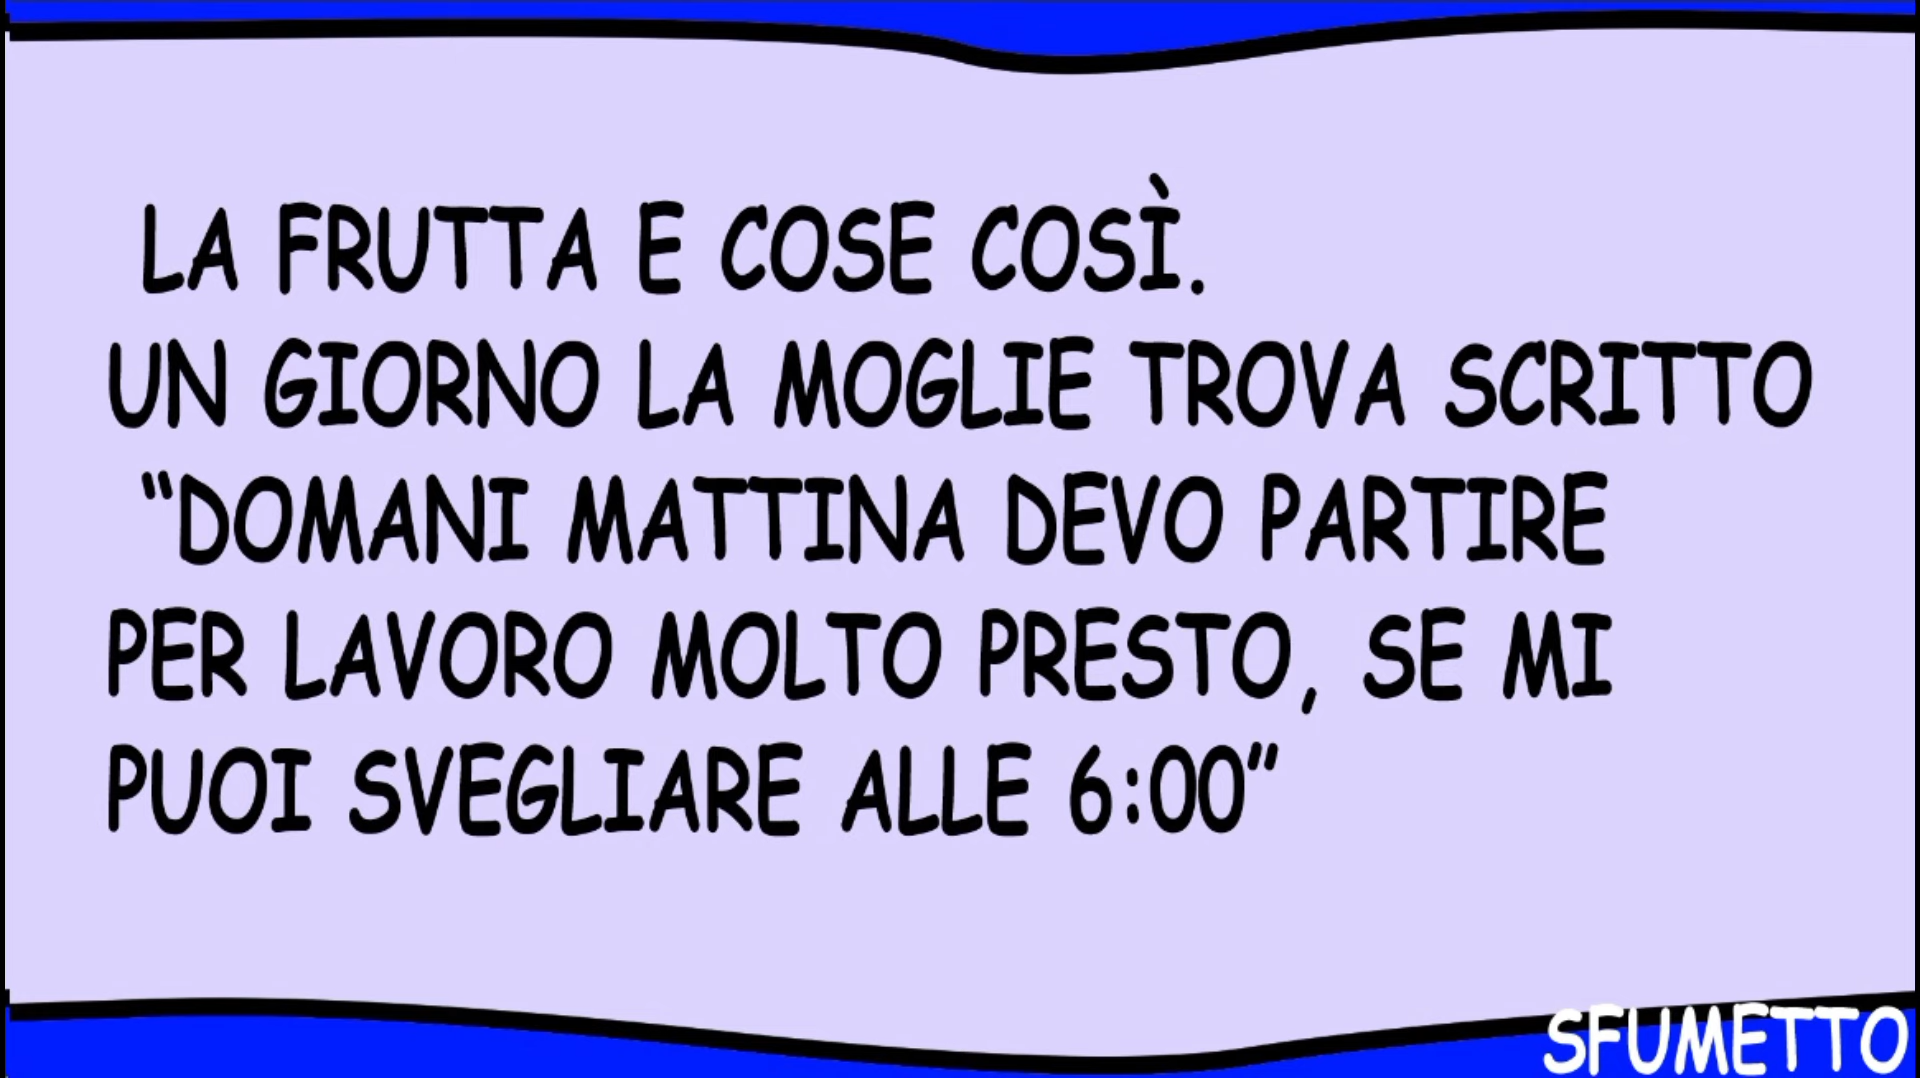 LA FRUTTA E COSE COSÌ.
UN GIORNO LA MOGLIE TROVA SCRITTO
“DOMANI MATTINA DEVO PARTIRE
PER LAVORO MOLTO PRESTO, SE MI
PUOI SVEGLIARE ALLE 6:00”
SFUMETTO